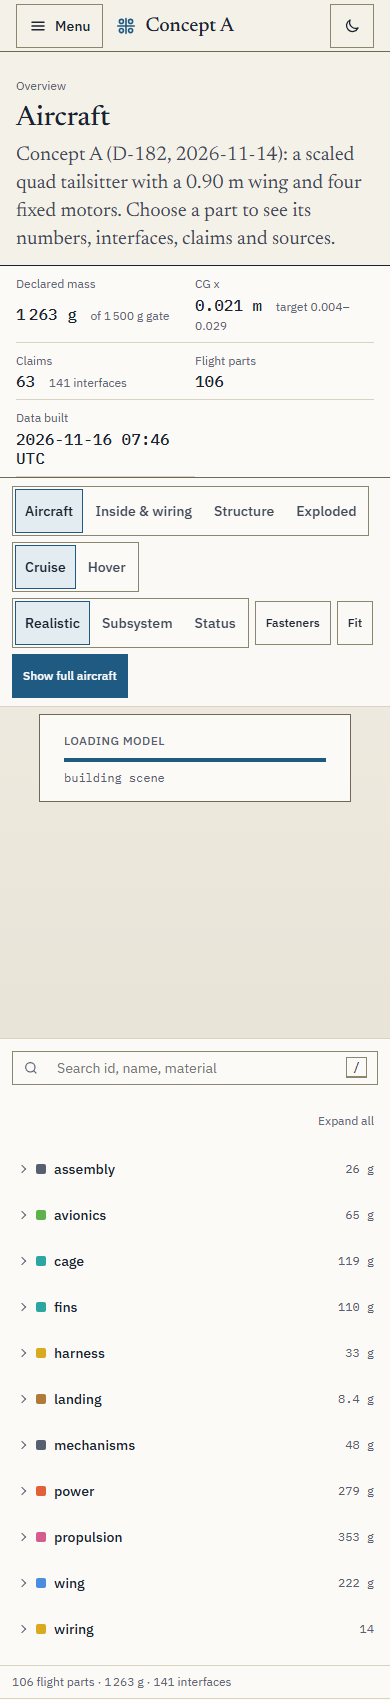 Menu Concept A
Overview
Aircraft
Concept A (D-182, 2026-11-14): a scaled
quad tailsitter with a 0.90 m wing and four
fixed motors. Choose a part to see its
numbers, interfaces, claims and sources.
Declared mass
1 263 g of 1 500 g gate
CG x
0.021 m target 0.004–
0.029
Claims
63 141 interfaces
Flight parts
106
Data built
2026-11-16 07:46
UTC
Aircraft Inside & wiring Structure Exploded
Cruise Hover
Realistic Subsystem Status Fasteners Fit
Show full aircraft
LOADING MODEL
building scene
Search id, name, material /
Expand all
assembly 26 g
avionics 65 g
cage 119 g
fins 110 g
harness 33 g
landing 8.4 g
mechanisms 48 g
power 279 g
propulsion 353 g
wing 222 g
wiring 14
106 flight parts · 1 263 g · 141 interfaces